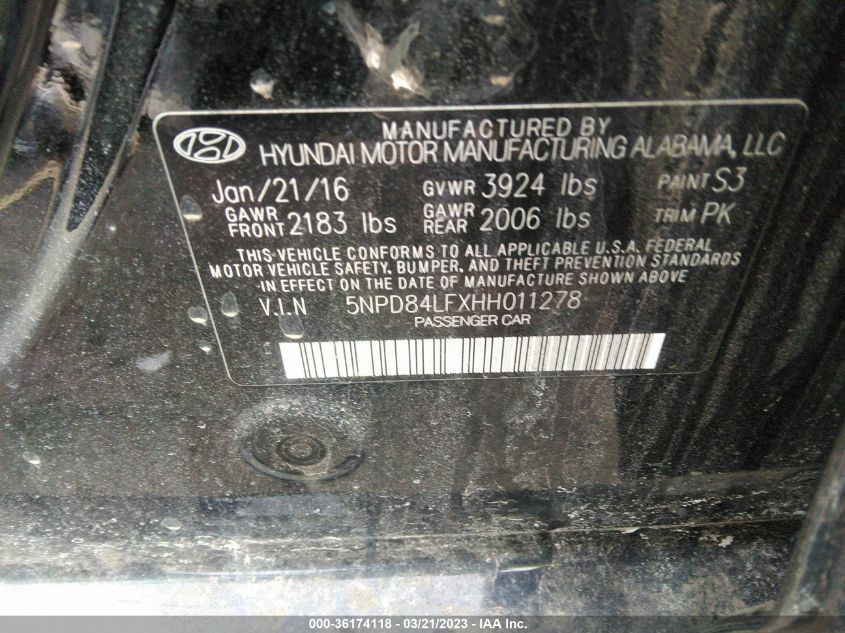 MANUFACTURED BY
HYUNDAI MOTOR MANUFACTURING ALABAMA, LLC
Jan/21/16 GVWR 3924 lbs PAINT S3
GAWR FRONT 2183 lbs GAWR REAR 2006 lbs TRIM PK
THIS VEHICLE CONFORMS TO ALL APPLICABLE U.S.A. FEDERAL
MOTOR VEHICLE SAFETY, BUMPER, AND THEFT PREVENTION STANDARDS
IN EFFECT ON THE DATE OF MANUFACTURE SHOWN ABOVE.
V.I.N 5NPD84LFXHH011278
PASSENGER CAR
000-36174118 - 03/21/2023 - IAA Inc.